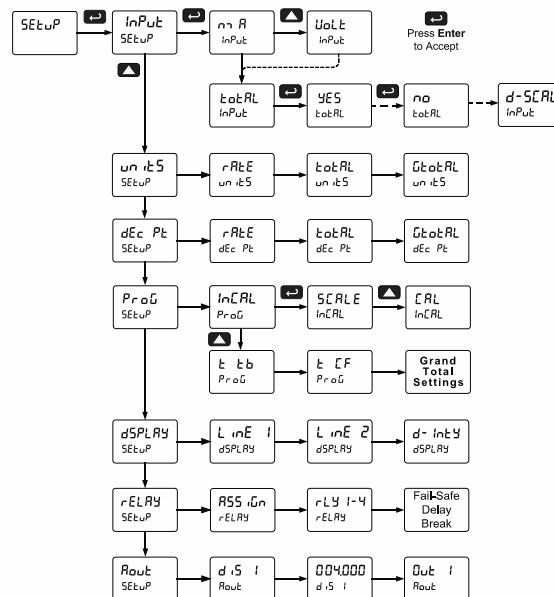 SEtuP
InPut
SEtuP
mA
InPut
VoLt
InPut
Press Enter
to Accept
totAL
InPut
YES
totAL
no
totAL
d-SCAL
InPut
unitS
SEtuP
rAtE
unitS
totAL
unitS
GtotAL
unitS
dEc Pt
SEtuP
rAtE
dEc Pt
totAL
dEc Pt
GtotAL
dEc Pt
ProG
SEtuP
InCAL
ProG
SCALE
InCAL
CAL
InCAL
t tb
ProG
t CF
ProG
Grand
Total
Settings
dSPLAY
SEtuP
LinE 1
dSPLAY
LinE 2
dSPLAY
d-IntY
dSPLAY
rELAY
SEtuP
ASSiGn
rELAY
rLY 1-4
rELAY
Fail-Safe
Delay
Break
Aout
SEtuP
diS 1
Aout
004.000
diS 1
Out 1
Aout